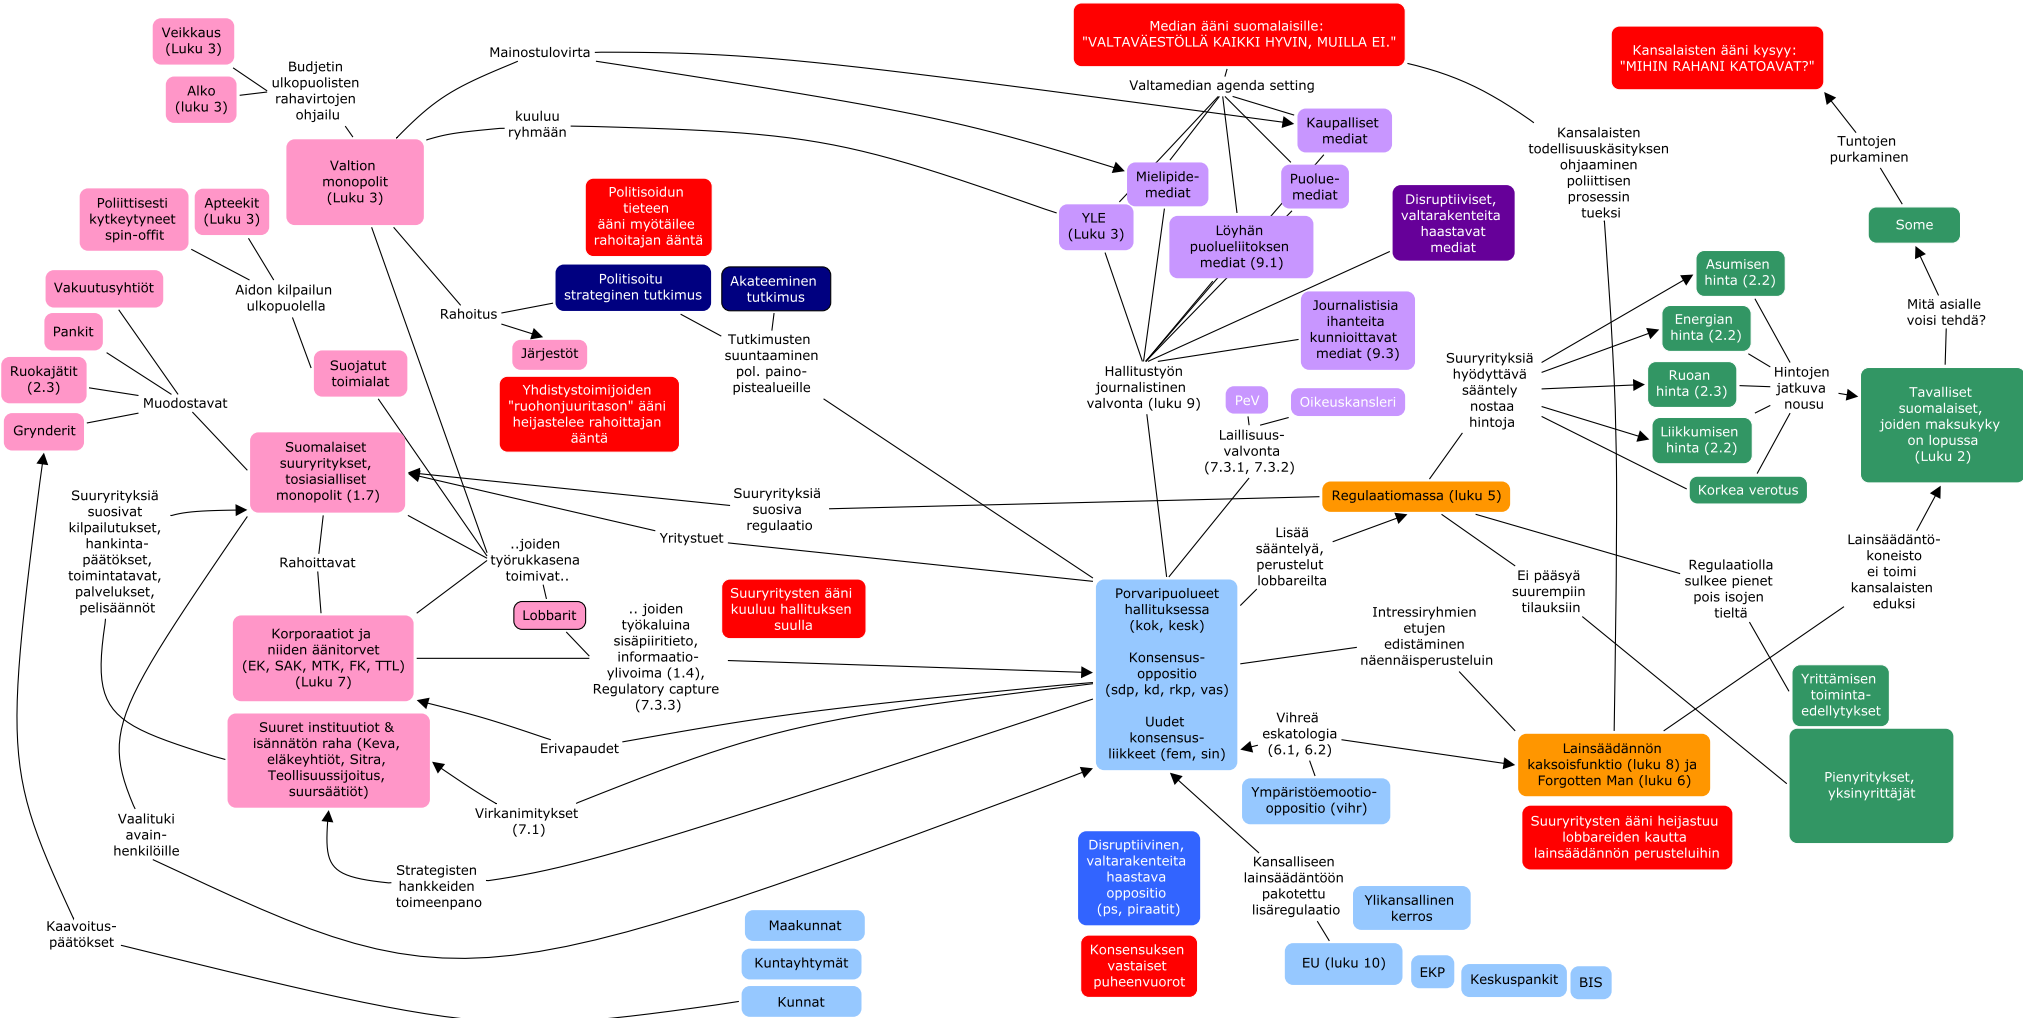 Median ääni suomalaisille:
"VALTAVÄESTÖLLÄ KAIKKI HYVIN, MUILLA EI."
Kansalaisten ääni kysyy:
"MIHIN RAHANI KATOAVAT?"
Veikkaus
(Luku 3)
Alko
(luku 3)
Budjetin
ulkopuolisten
rahavirtojen
ohjailu
Mainostulovirta
kuuluu
ryhmään
Valtion
monopolit
(Luku 3)
Valtamedian agenda setting
Kaupalliset
mediat
Mielipide-
mediat
Puolue-
mediat
YLE
(Luku 3)
Löyhän
puolueliitoksen
mediat (9.1)
Disruptiiviset,
valtarakenteita
haastavat
mediat
Journalistisia
ihanteita
kunnioittavat
mediat (9.3)
Kansalaisten
todellisuuskäsityksen
ohjaaminen
poliittisen
prosessin
tueksi
Tuntojen
purkaminen
Some
Mitä asialle
voisi tehdä?
Poliittisesti
kytkeytyneet
spin-offit
Apteekit
(Luku 3)
Aidon kilpailun
ulkopuolella
Politisoidun
tieteen
ääni myötäilee
rahoitajan ääntä
Politisoitu
strateginen tutkimus
Akateeminen
tutkimus
Rahoitus
Järjestöt
Tutkimusten
suuntaaminen
pol. paino-
pistealueille
Yhdistystoimijoiden
"ruohonjuuritason" ääni
heijastelee rahoittajan
ääntä
Vakuutusyhtiöt
Pankit
Ruokajätit
(2.3)
Grynderit
Muodostavat
Suojatut
toimialat
Suomalaiset
suuryritykset,
tosiasialliset
monopolit (1.7)
Hallitustyön
journalistinen
valvonta (luku 9)
PeV
Oikeuskansleri
Laillisuus-
valvonta
(7.3.1, 7.3.2)
Suuryrityksiä
hyödyttävä
sääntely
nostaa
hintoja
Asumisen
hinta (2.2)
Energian
hinta (2.2)
Ruoan
hinta (2.3)
Liikkumisen
hinta (2.2)
Korkea verotus
Hintojen
jatkuva
nousu
Tavalliset
suomalaiset,
joiden maksukyky
on lopussa
(Luku 2)
Suuryrityksiä
suosivat
kilpailutukset,
hankinta-
päätökset,
toimintatavat,
palvelukset,
pelisäännöt
Suuryrityksiä
suosiva
regulaatio
Regulaatiomassa (luku 5)
Yritystuet
Rahoittavat
..joiden
työrukkasena
toimivat..
Lobbarit
Lisää
sääntelyä,
perustelut
lobbareilta
Ei pääsyä
suurempiin
tilauksiin
Regulaatiolla
sulkee pienet
pois isojen
tieltä
Lainsäädäntö-
koneisto
ei toimi
kansalaisten
eduksi
Korporaatiot ja
niiden äänitorvet
(EK, SAK, MTK, FK, TTL)
(Luku 7)
.. joiden
työkaluina
sisäpiiritieto,
informaatio-
ylivoima (1.4),
Regulatory capture
(7.3.3)
Suuryritysten ääni
kuuluu hallituksen
suulla
Porvaripuolueet
hallituksessa
(kok, kesk)
Konsensus-
oppositio
(sdp, kd, rkp, vas)
Uudet
konsensus-
liikkeet (fem, sin)
Intressiryhmien
etujen
edistäminen
näennäisperusteluin
Yrittämisen
toiminta-
edellytykset
Suuret instituutiot &
isännätön raha (Keva,
eläkeyhtiöt, Sitra,
Teollisuussijoitus,
suursäätiöt)
Erivapaudet
Virkanimitykset
(7.1)
Vihreä
eskatologia
(6.1, 6.2)
Ympäristöemootio-
oppositio (vihr)
Lainsäädännön
kaksoisfunktio (luku 8) ja
Forgotten Man (luku 6)
Pienyritykset,
yksinyrittäjät
Suuryritysten ääni heijastuu
lobbareiden kautta
lainsäädännön perusteluihin
Vaalituki
avain-
henkilöille
Strategisten
hankkeiden
toimeenpano
Disruptiivinen,
valtarakenteita
haastava
oppositio
(ps, piraatit)
Kansalliseen
lainsäädäntöön
pakotettu
lisäregulaatio
Ylikansallinen
kerros
Kaavoitus-
päätökset
Maakunnat
Kuntayhtymät
Kunnat
Konsensuksen
vastaiset
puheenvuorot
EU (luku 10)
EKP
Keskuspankit
BIS